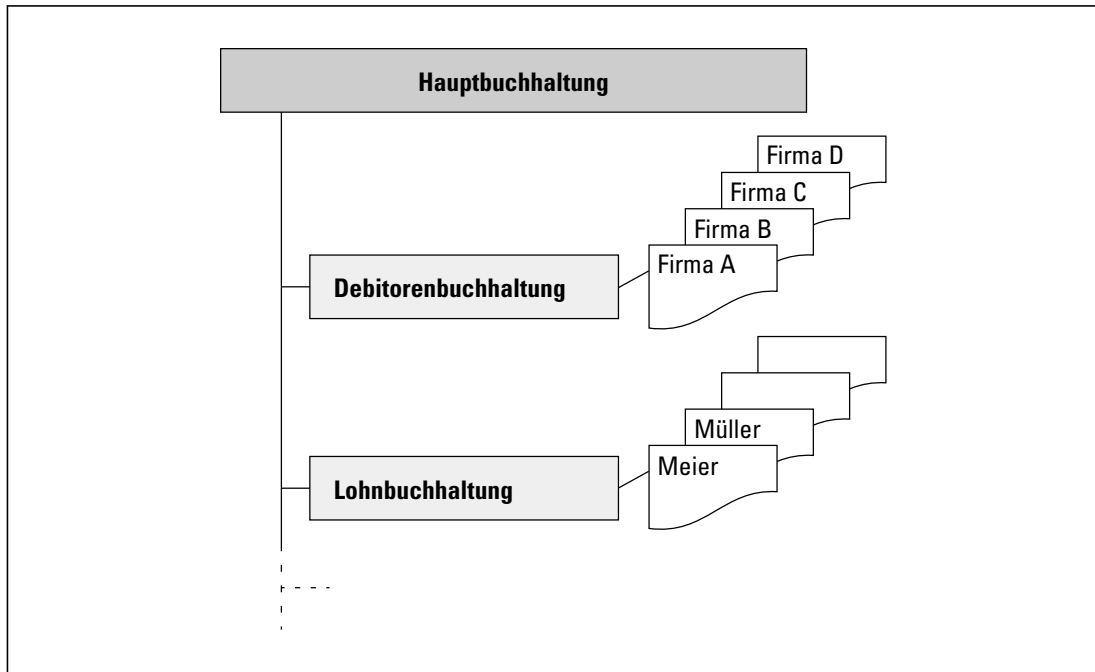 Hauptbuchhaltung
Firma D
Firma C
Firma B
Firma A
Debitorenbuchhaltung
Müller
Meier
Lohnbuchhaltung